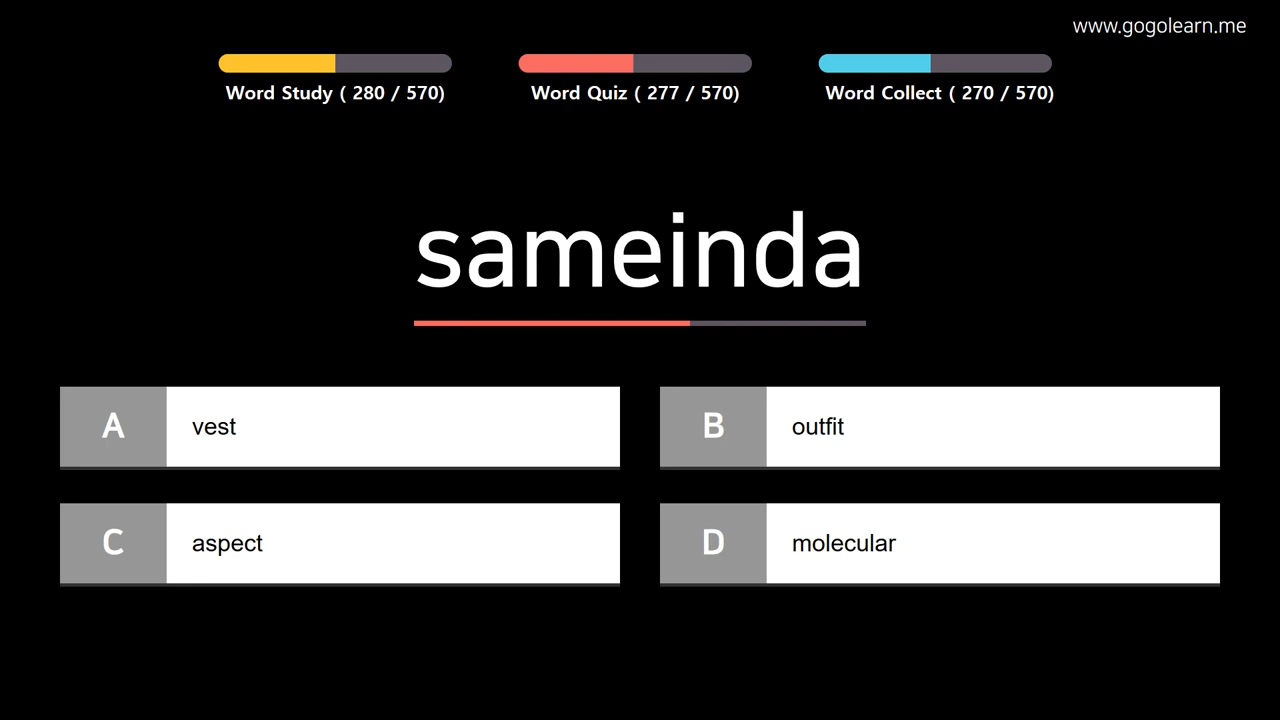 www.gogolearn.me
Word Study ( 280 / 570)
Word Quiz ( 277 / 570)
Word Collect ( 270 / 570)
sameinda
A vest
B outfit
C aspect
D molecular